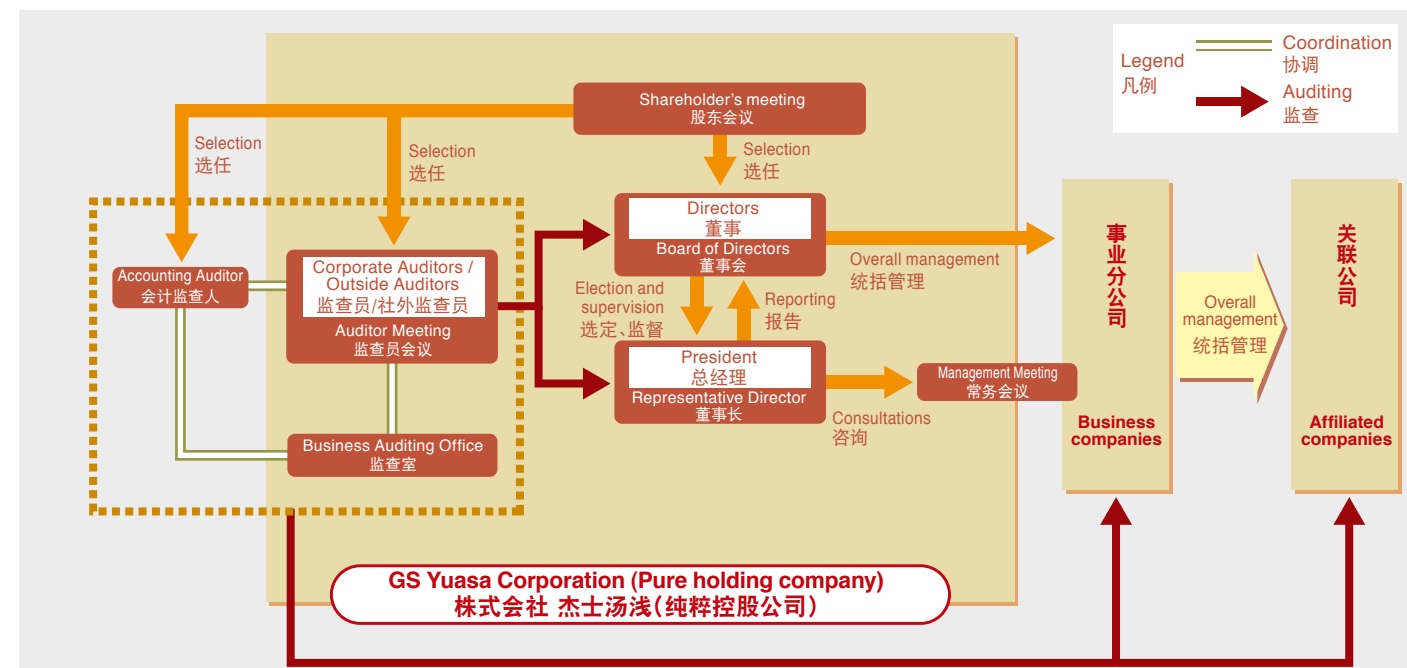 Legend
凡例
Coordination
协调
Auditing
监查
Shareholder's meeting
股东会议
Selection
选任
Selection
选任
Selection
选任
Directors
董事
Board of Directors
董事会
Accounting Auditor
会计监查人
Corporate Auditors /
Outside Auditors
监查员/社外监查员
Auditor Meeting
监查员会议
Overall management
统括管理
Election and
supervision
选定、监督
Reporting
报告
President
总经理
Representative Director
董事长
Management Meeting
常务会议
Consultations
咨询
Business Auditing Office
监查室
事业分公司
Business
companies
Overall
management
统括管理
关联公司
Affiliated
companies
GS Yuasa Corporation (Pure holding company)
株式会社 杰士汤浅(纯粹控股公司)